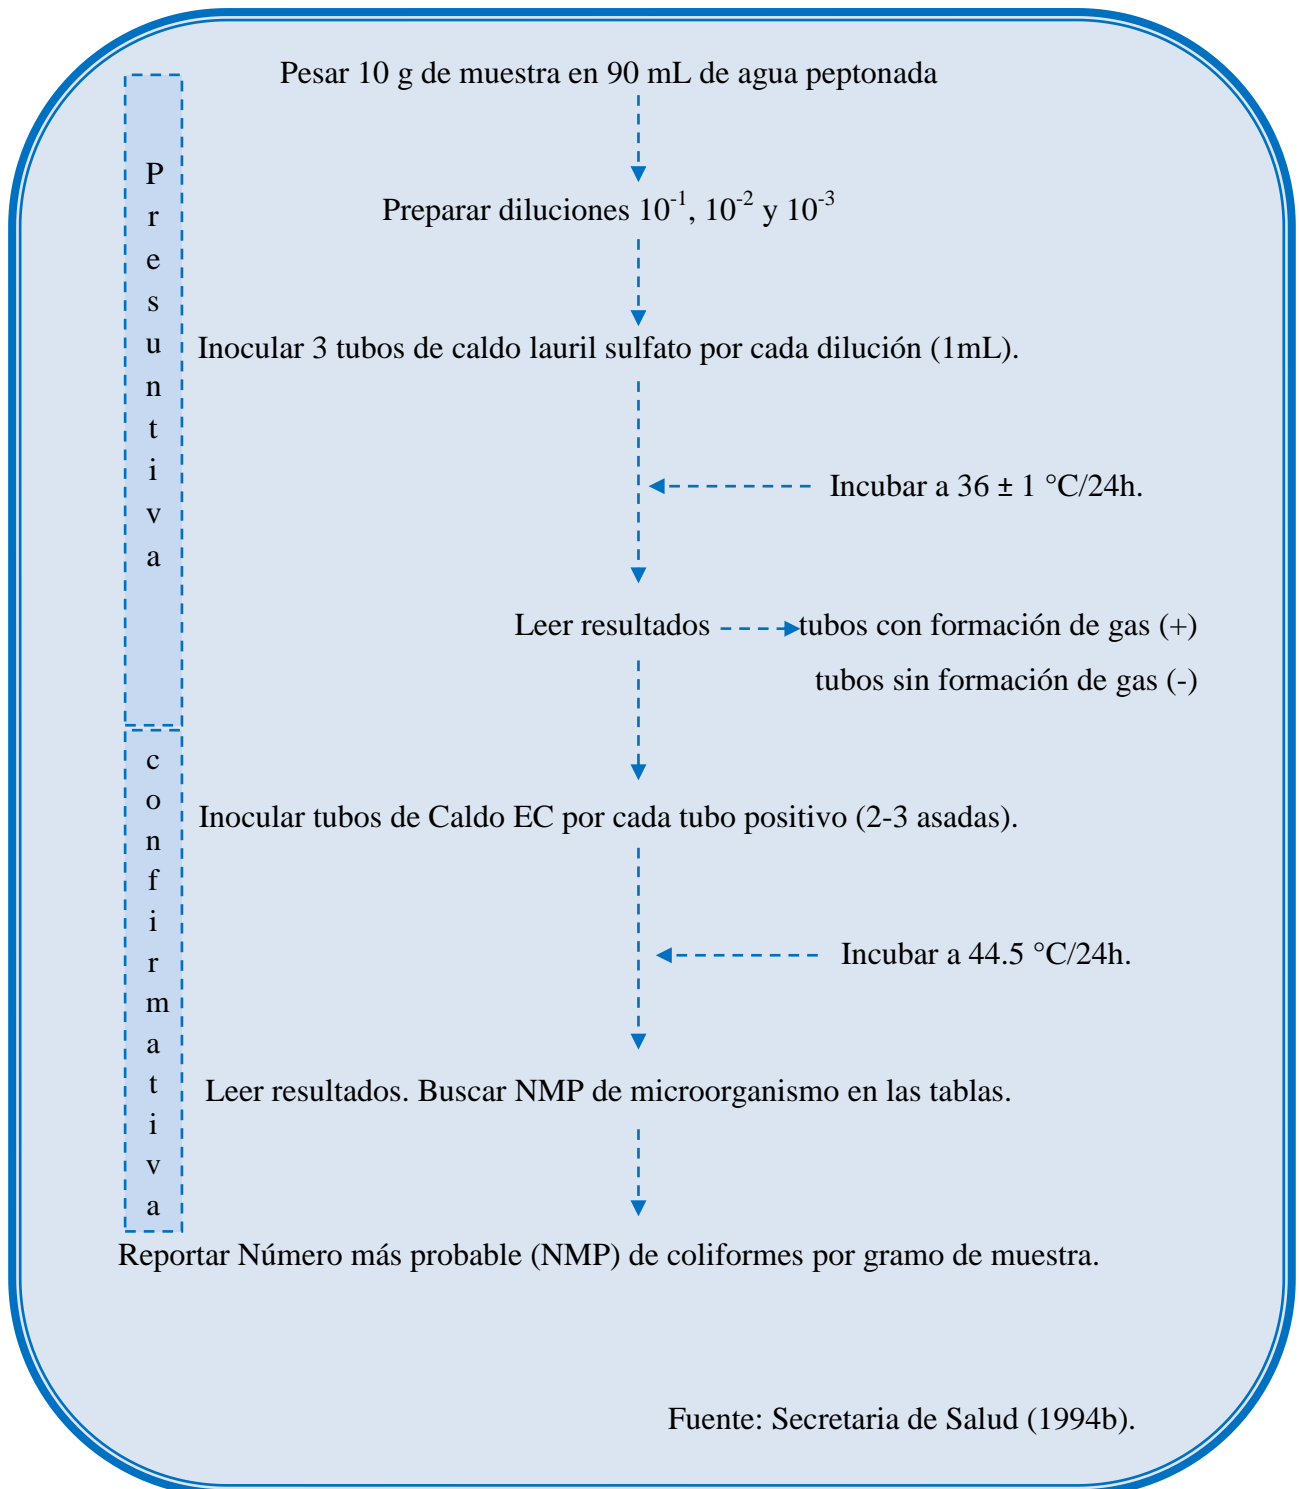 Pesar 10 g de muestra en 90 mL de agua peptonada
Presuntiva
Preparar diluciones 10⁻¹, 10⁻² y 10⁻³
Inocular 3 tubos de caldo lauril sulfato por cada dilución (1mL).
Incubar a 36 ± 1 °C/24h.
Leer resultados tubos con formación de gas (+)
tubos sin formación de gas (-)
confirmativa
Inocular tubos de Caldo EC por cada tubo positivo (2-3 asadas).
Incubar a 44.5 °C/24h.
Leer resultados. Buscar NMP de microorganismo en las tablas.
Reportar Número más probable (NMP) de coliformes por gramo de muestra.
Fuente: Secretaria de Salud (1994b).